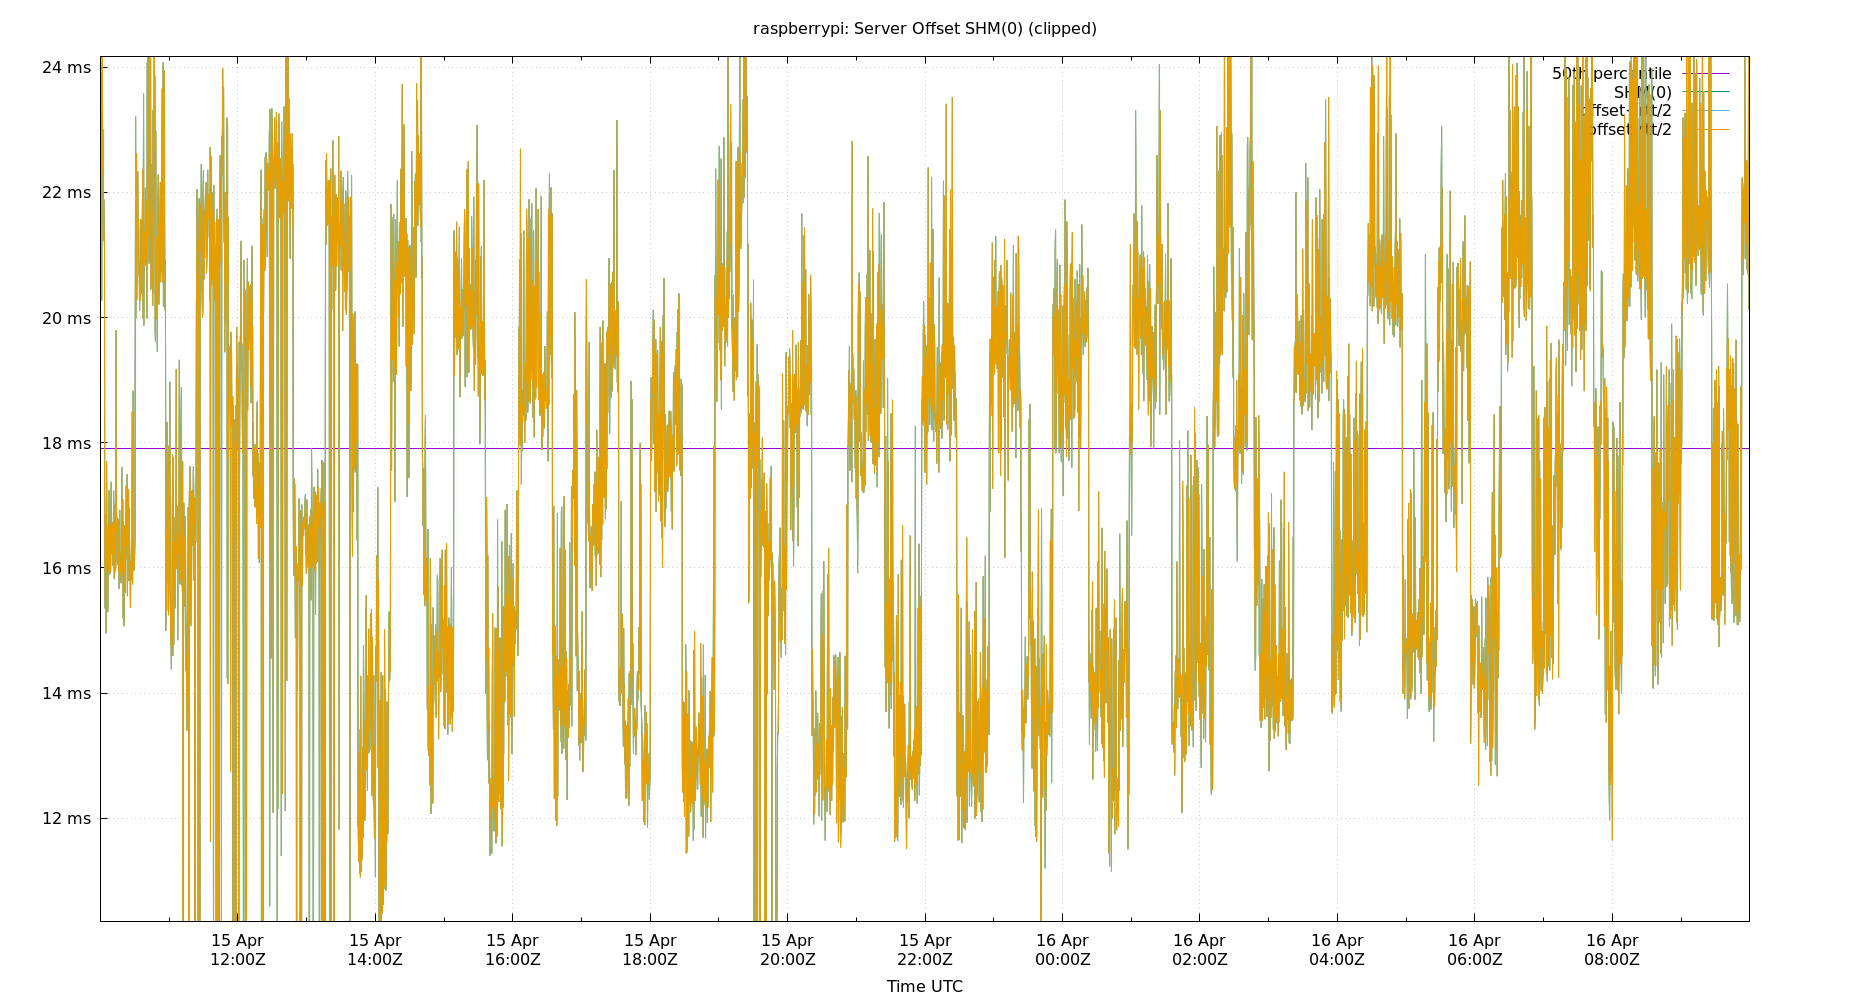 raspberrypi: Server Offset SHM(0) (clipped)
50th percentile
SHM(0)
offset+rtt/2
offset-rtt/2
24 ms
22 ms
20 ms
18 ms
16 ms
14 ms
12 ms
15 Apr
12:00Z
15 Apr
14:00Z
15 Apr
16:00Z
15 Apr
18:00Z
15 Apr
20:00Z
15 Apr
22:00Z
16 Apr
00:00Z
16 Apr
02:00Z
16 Apr
04:00Z
16 Apr
06:00Z
16 Apr
08:00Z
Time UTC